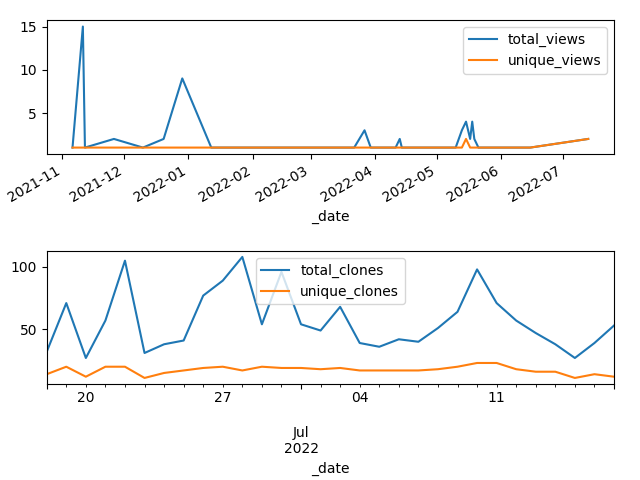 15
10
5
total_views
unique_views
2021-11
2021-12
2022-01
2022-02
2022-03
2022-04
2022-05
2022-06
2022-07
_date
100
50
total_clones
unique_clones
20
27
04
11
Jul
2022
_date